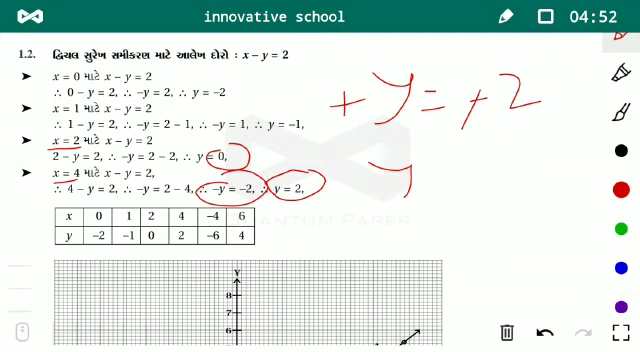 innovative school
04:52
1.2. દ્વિચલ સુરેખ સમીકરણ માટે આલેખ દોરો : x – y = 2
➤ x = 0 માટે x – y = 2
∴ 0 – y = 2, ∴ –y = 2, ∴ y = –2
➤ x = 1 માટે x – y = 2
∴ 1 – y = 2, ∴ –y = 2 – 1, ∴ –y = 1, ∴ y = –1,
➤ x = 2 માટે x – y = 2
2 – y = 2, ∴ –y = 2 – 2, ∴ y = 0,
➤ x = 4 માટે x – y = 2,
∴ 4 – y = 2, ∴ –y = 2 – 4, ∴ –y = –2, ∴ y = 2,
+ y = + 2
y
x 0 1 2 4 –4 6
y –2 –1 0 2 –6 4
Y
8
7
6
5